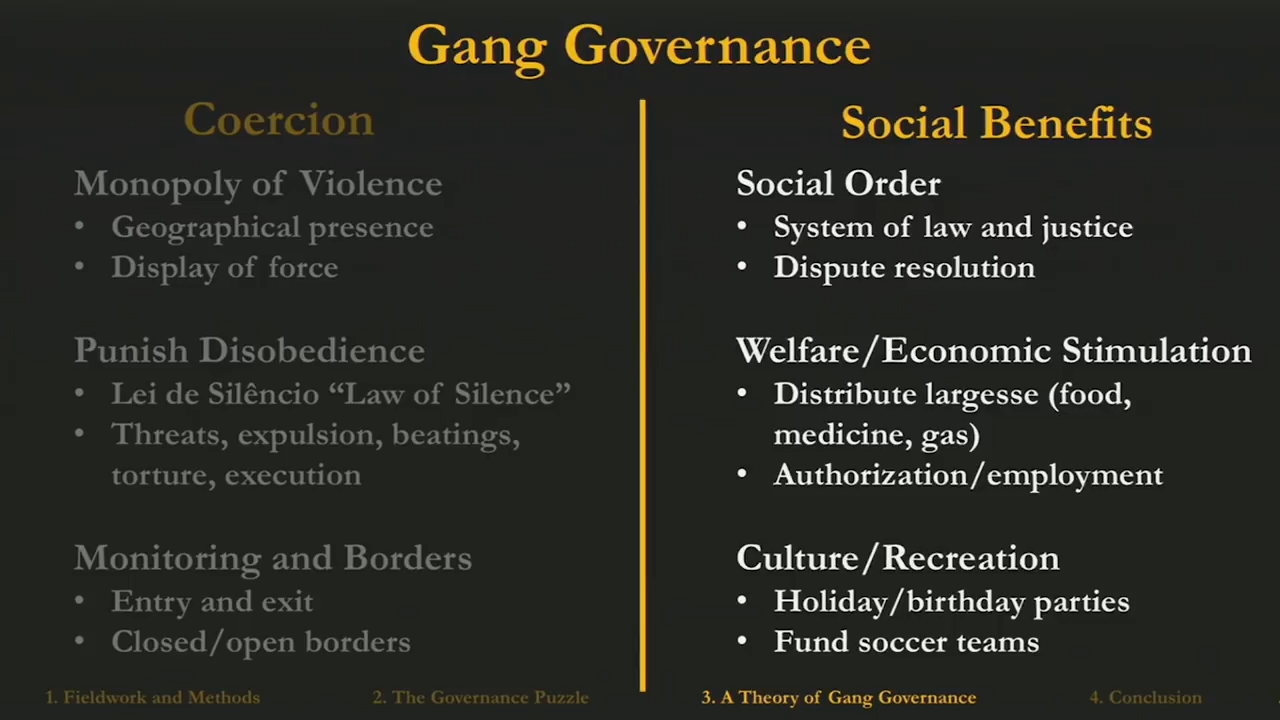 Gang Governance
Coercion
Monopoly of Violence
• Geographical presence
• Display of force
Punish Disobedience
• Lei de Silêncio “Law of Silence”
• Threats, expulsion, beatings,
torture, execution
Monitoring and Borders
• Entry and exit
• Closed/open borders
Social Benefits
Social Order
• System of law and justice
• Dispute resolution
Welfare/Economic Stimulation
• Distribute largesse (food,
medicine, gas)
• Authorization/employment
Culture/Recreation
• Holiday/birthday parties
• Fund soccer teams
1. Fieldwork and Methods
2. The Governance Puzzle
3. A Theory of Gang Governance
4. Conclusion